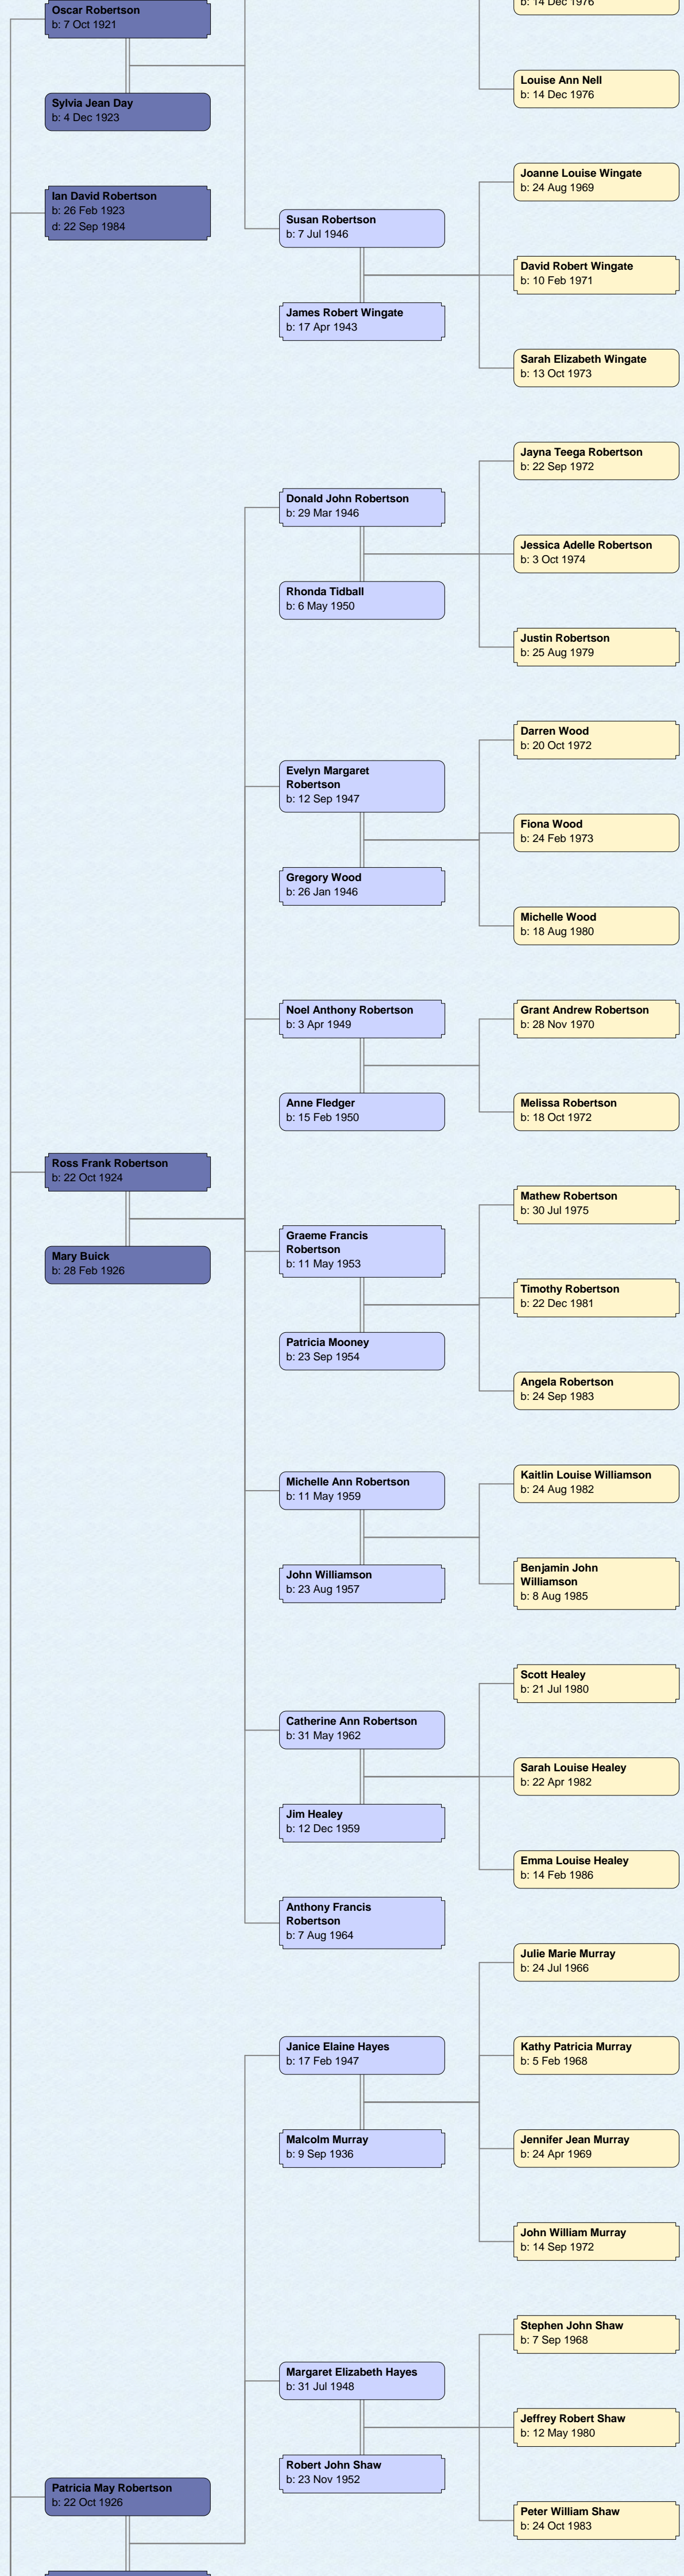 Oscar Robertson
b: 7 Oct 1921
Sylvia Jean Day
b: 4 Dec 1923
Ian David Robertson
b: 26 Feb 1923
d: 22 Sep 1984
Ross Frank Robertson
b: 22 Oct 1924
Mary Buick
b: 28 Feb 1926
Patricia May Robertson
b: 22 Oct 1926
Susan Robertson
b: 7 Jul 1946
James Robert Wingate
b: 17 Apr 1943
Donald John Robertson
b: 29 Mar 1946
Rhonda Tidball
b: 6 May 1950
Evelyn Margaret
Robertson
b: 12 Sep 1947
Gregory Wood
b: 26 Jan 1946
Noel Anthony Robertson
b: 3 Apr 1949
Anne Fledger
b: 15 Feb 1950
Graeme Francis
Robertson
b: 11 May 1953
Patricia Mooney
b: 23 Sep 1954
Michelle Ann Robertson
b: 11 May 1959
John Williamson
b: 23 Aug 1957
Catherine Ann Robertson
b: 31 May 1962
Jim Healey
b: 12 Dec 1959
Anthony Francis
Robertson
b: 7 Aug 1964
Janice Elaine Hayes
b: 17 Feb 1947
Malcolm Murray
b: 9 Sep 1936
Margaret Elizabeth Hayes
b: 31 Jul 1948
Robert John Shaw
b: 23 Nov 1952
b: 14 Dec 1976
Louise Ann Nell
b: 14 Dec 1976
Joanne Louise Wingate
b: 24 Aug 1969
David Robert Wingate
b: 10 Feb 1971
Sarah Elizabeth Wingate
b: 13 Oct 1973
Jayna Teega Robertson
b: 22 Sep 1972
Jessica Adelle Robertson
b: 3 Oct 1974
Justin Robertson
b: 25 Aug 1979
Darren Wood
b: 20 Oct 1972
Fiona Wood
b: 24 Feb 1973
Michelle Wood
b: 18 Aug 1980
Grant Andrew Robertson
b: 28 Nov 1970
Melissa Robertson
b: 18 Oct 1972
Mathew Robertson
b: 30 Jul 1975
Timothy Robertson
b: 22 Dec 1981
Angela Robertson
b: 24 Sep 1983
Kaitlin Louise Williamson
b: 24 Aug 1982
Benjamin John
Williamson
b: 8 Aug 1985
Scott Healey
b: 21 Jul 1980
Sarah Louise Healey
b: 22 Apr 1982
Emma Louise Healey
b: 14 Feb 1986
Julie Marie Murray
b: 24 Jul 1966
Kathy Patricia Murray
b: 5 Feb 1968
Jennifer Jean Murray
b: 24 Apr 1969
John William Murray
b: 14 Sep 1972
Stephen John Shaw
b: 7 Sep 1968
Jeffrey Robert Shaw
b: 12 May 1980
Peter William Shaw
b: 24 Oct 1983